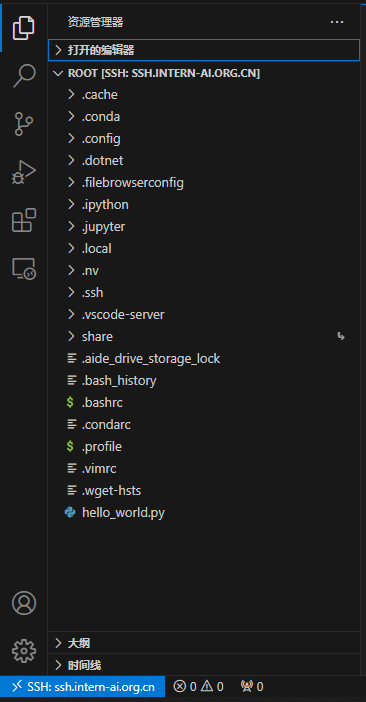 资源管理器
打开的编辑器
ROOT [SSH: SSH.INTERN-AI.ORG.CN]
.cache
.conda
.config
.dotnet
.filebrowserconfig
.ipython
.jupyter
.local
.nv
.ssh
.vscode-server
share
.aide_drive_storage_lock
.bash_history
$ .bashrc
.condarc
$ .profile
.vimrc
.wget-hsts
hello_world.py
大纲
时间线
SSH: ssh.intern-ai.org.cn 0 0 0